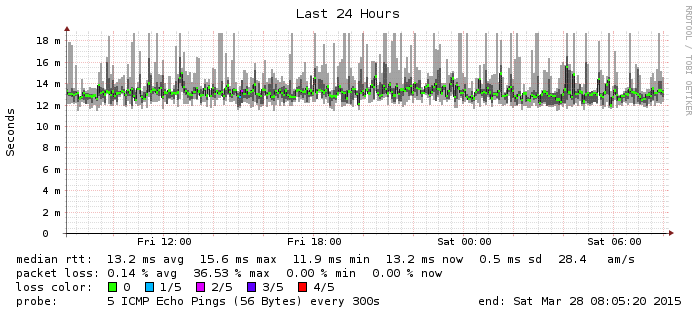 Last 24 Hours
RRDTOOL / TOBI OETIKER
Seconds
18 m
16 m
14 m
12 m
10 m
8 m
6 m
4 m
2 m
0
Fri 12:00 Fri 18:00 Sat 00:00 Sat 06:00
median rtt: 13.2 ms avg 15.6 ms max 11.9 ms min 13.2 ms now 0.5 ms sd 28.4 am/s
packet loss: 0.14 % avg 36.53 % max 0.00 % min 0.00 % now
loss color: 0 1/5 2/5 3/5 4/5
probe: 5 ICMP Echo Pings (56 Bytes) every 300s end: Sat Mar 28 08:05:20 2015